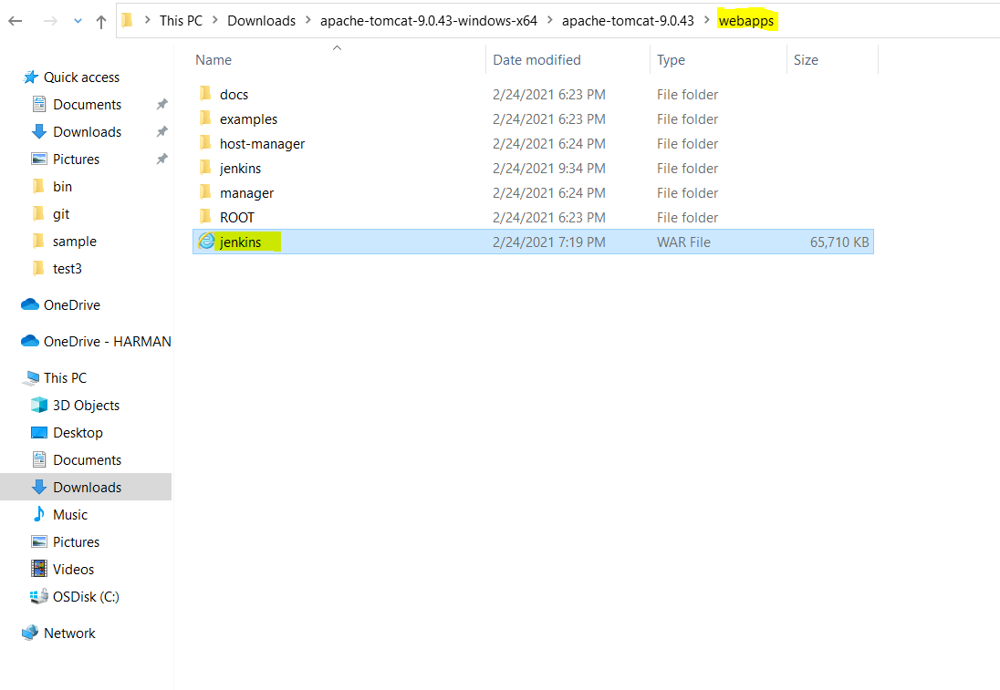 This PC > Downloads > apache-tomcat-9.0.43-windows-x64 > apache-tomcat-9.0.43 > webapps
Name Date modified Type Size
docs 2/24/2021 6:23 PM File folder
examples 2/24/2021 6:23 PM File folder
host-manager 2/24/2021 6:24 PM File folder
jenkins 2/24/2021 9:34 PM File folder
manager 2/24/2021 6:24 PM File folder
ROOT 2/24/2021 6:23 PM File folder
jenkins 2/24/2021 7:19 PM WAR File 65,710 KB
Quick access
Documents
Downloads
Pictures
bin
git
sample
test3
OneDrive
OneDrive - HARMAN
This PC
3D Objects
Desktop
Documents
Downloads
Music
Pictures
Videos
OSDisk (C:)
Network